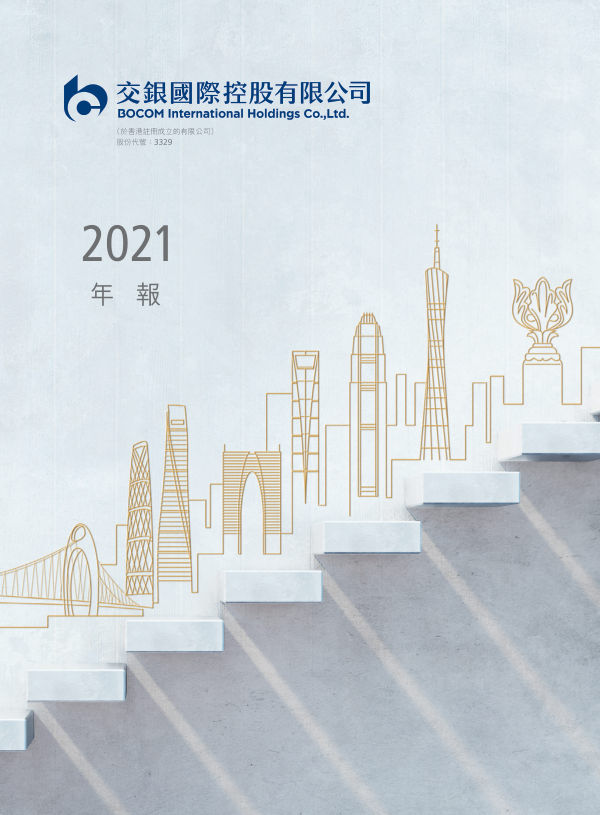 交銀國際控股有限公司
BOCOM International Holdings Co.,Ltd.
（於香港註冊成立的有限公司）
股份代號：3329
2021
年 報